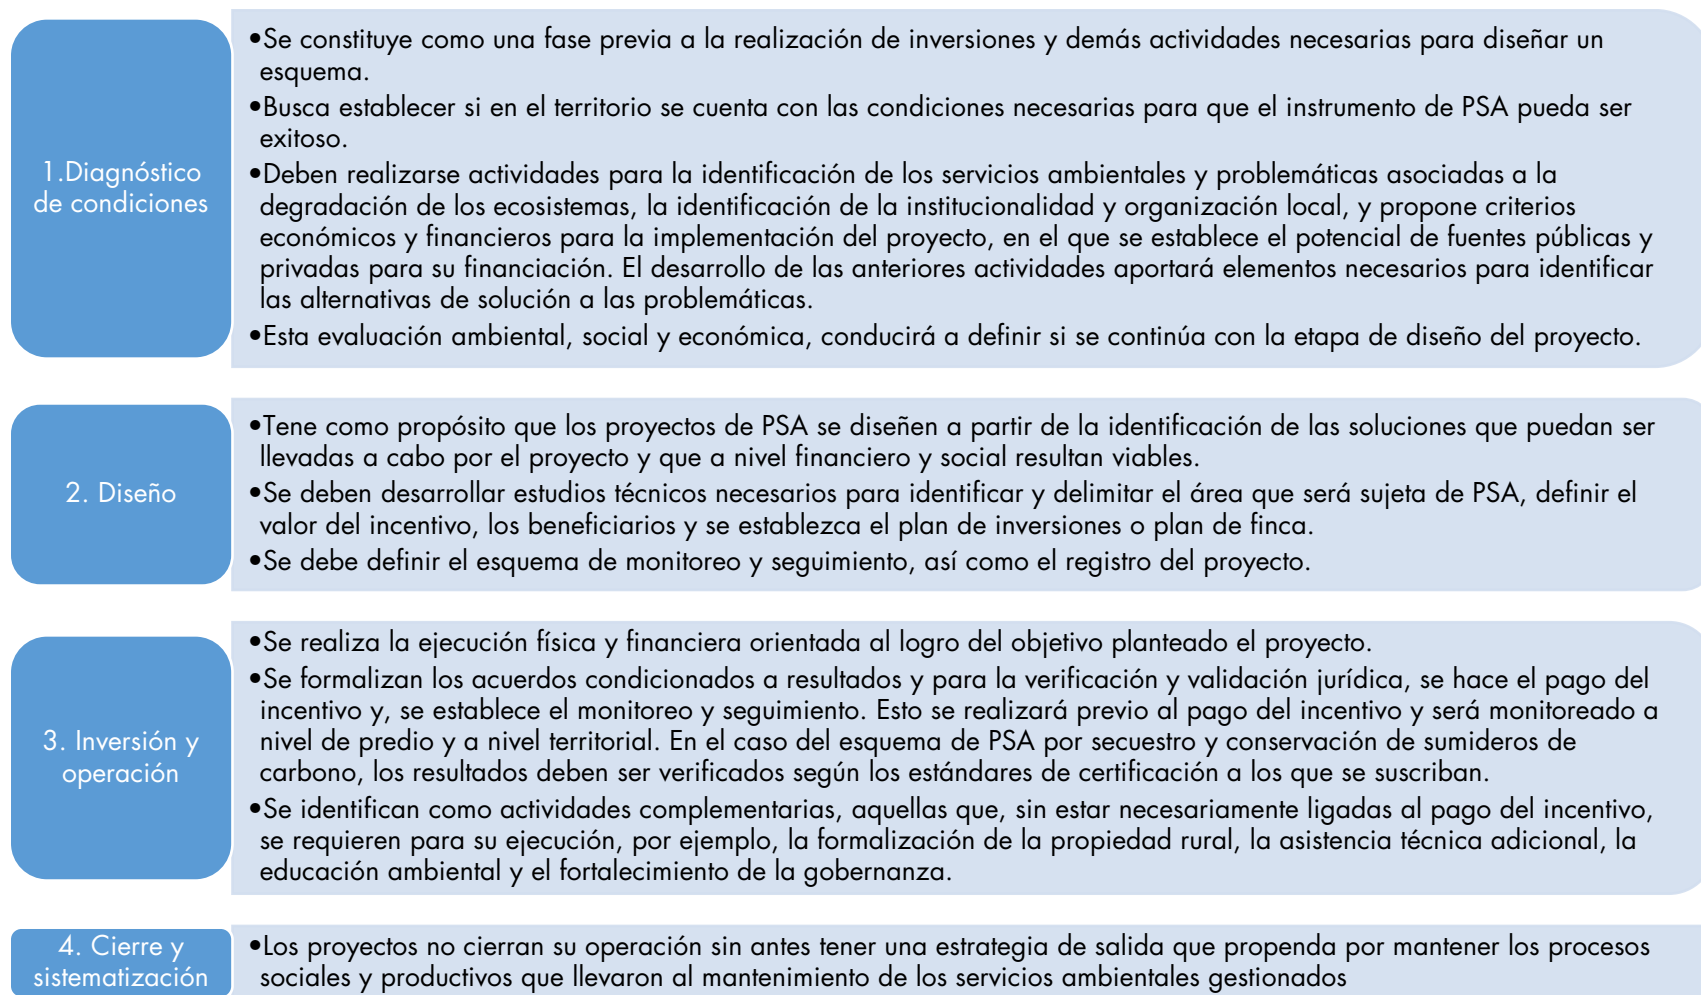 1.Diagnóstico
de condiciones
•Se constituye como una fase previa a la realización de inversiones y demás actividades necesarias para diseñar un
esquema.
•Busca establecer si en el territorio se cuenta con las condiciones necesarias para que el instrumento de PSA pueda ser
exitoso.
•Deben realizarse actividades para la identificación de los servicios ambientales y problemáticas asociadas a la
degradación de los ecosistemas, la identificación de la institucionalidad y organización local, y propone criterios
económicos y financieros para la implementación del proyecto, en el que se establece el potencial de fuentes públicas y
privadas para su financiación. El desarrollo de las anteriores actividades aportará elementos necesarios para identificar
las alternativas de solución a las problemáticas.
•Esta evaluación ambiental, social y económica, conducirá a definir si se continúa con la etapa de diseño del proyecto.
2. Diseño
•Tene como propósito que los proyectos de PSA se diseñen a partir de la identificación de las soluciones que puedan ser
llevadas a cabo por el proyecto y que a nivel financiero y social resultan viables.
•Se deben desarrollar estudios técnicos necesarios para identificar y delimitar el área que será sujeta de PSA, definir el
valor del incentivo, los beneficiarios y se establezca el plan de inversiones o plan de finca.
•Se debe definir el esquema de monitoreo y seguimiento, así como el registro del proyecto.
3. Inversión y
operación
•Se realiza la ejecución física y financiera orientada al logro del objetivo planteado el proyecto.
•Se formalizan los acuerdos condicionados a resultados y para la verificación y validación jurídica, se hace el pago del
incentivo y, se establece el monitoreo y seguimiento. Esto se realizará previo al pago del incentivo y será monitoreado a
nivel de predio y a nivel territorial. En el caso del esquema de PSA por secuestro y conservación de sumideros de
carbono, los resultados deben ser verificados según los estándares de certificación a los que se suscriban.
•Se identifican como actividades complementarias, aquellas que, sin estar necesariamente ligadas al pago del incentivo,
se requieren para su ejecución, por ejemplo, la formalización de la propiedad rural, la asistencia técnica adicional, la
educación ambiental y el fortalecimiento de la gobernanza.
4. Cierre y
sistematización
•Los proyectos no cierran su operación sin antes tener una estrategia de salida que propenda por mantener los procesos
sociales y productivos que llevaron al mantenimiento de los servicios ambientales gestionados